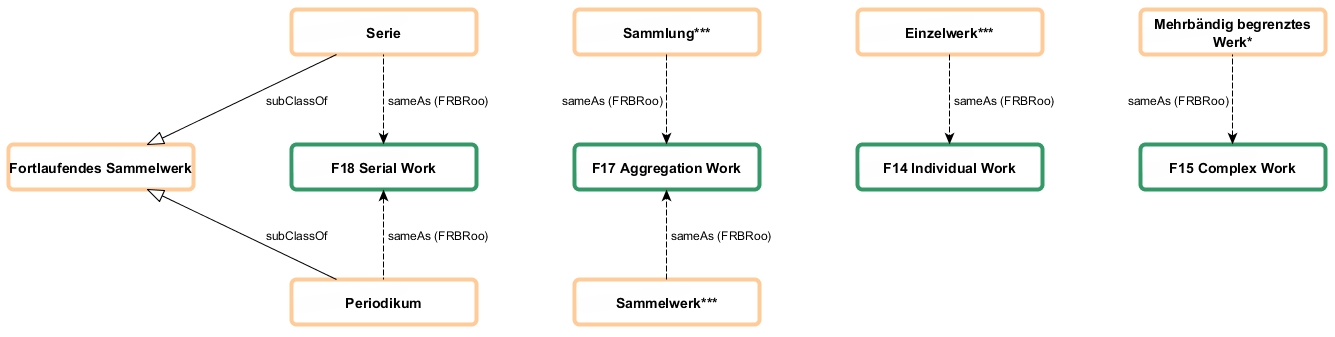 Serie
Sammlung***
Einzelwerk***
Mehrbändig begrenztes
Werk*
subClassOf
sameAs (FRBRoo)
sameAs (FRBRoo)
sameAs (FRBRoo)
sameAs (FRBRoo)
Fortlaufendes Sammelwerk
F18 Serial Work
F17 Aggregation Work
F14 Individual Work
F15 Complex Work
subClassOf
sameAs (FRBRoo)
sameAs (FRBRoo)
Periodikum
Sammelwerk***